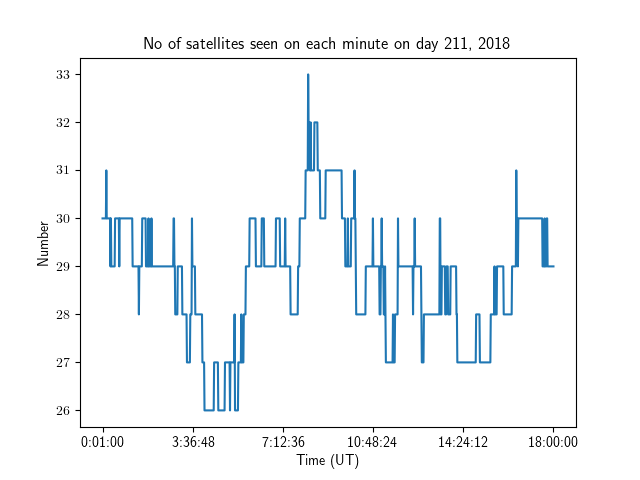 No of satellites seen on each minute on day 211, 2018
33
32
31
30
29
28
27
26
Number
0:01:00 3:36:48 7:12:36 10:48:24 14:24:12 18:00:00
Time (UT)